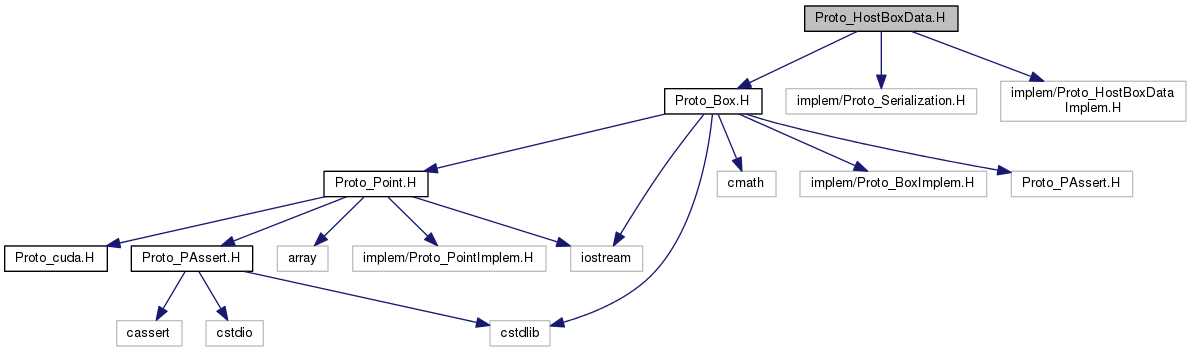 Proto_HostBoxData.H
Proto_Box.H
implem/Proto_Serialization.H
implem/Proto_HostBoxData
Implem.H
Proto_Point.H
cmath
implem/Proto_BoxImplem.H
Proto_PAssert.H
Proto_cuda.H
Proto_PAssert.H
array
implem/Proto_PointImplem.H
iostream
cassert
cstdio
cstdlib